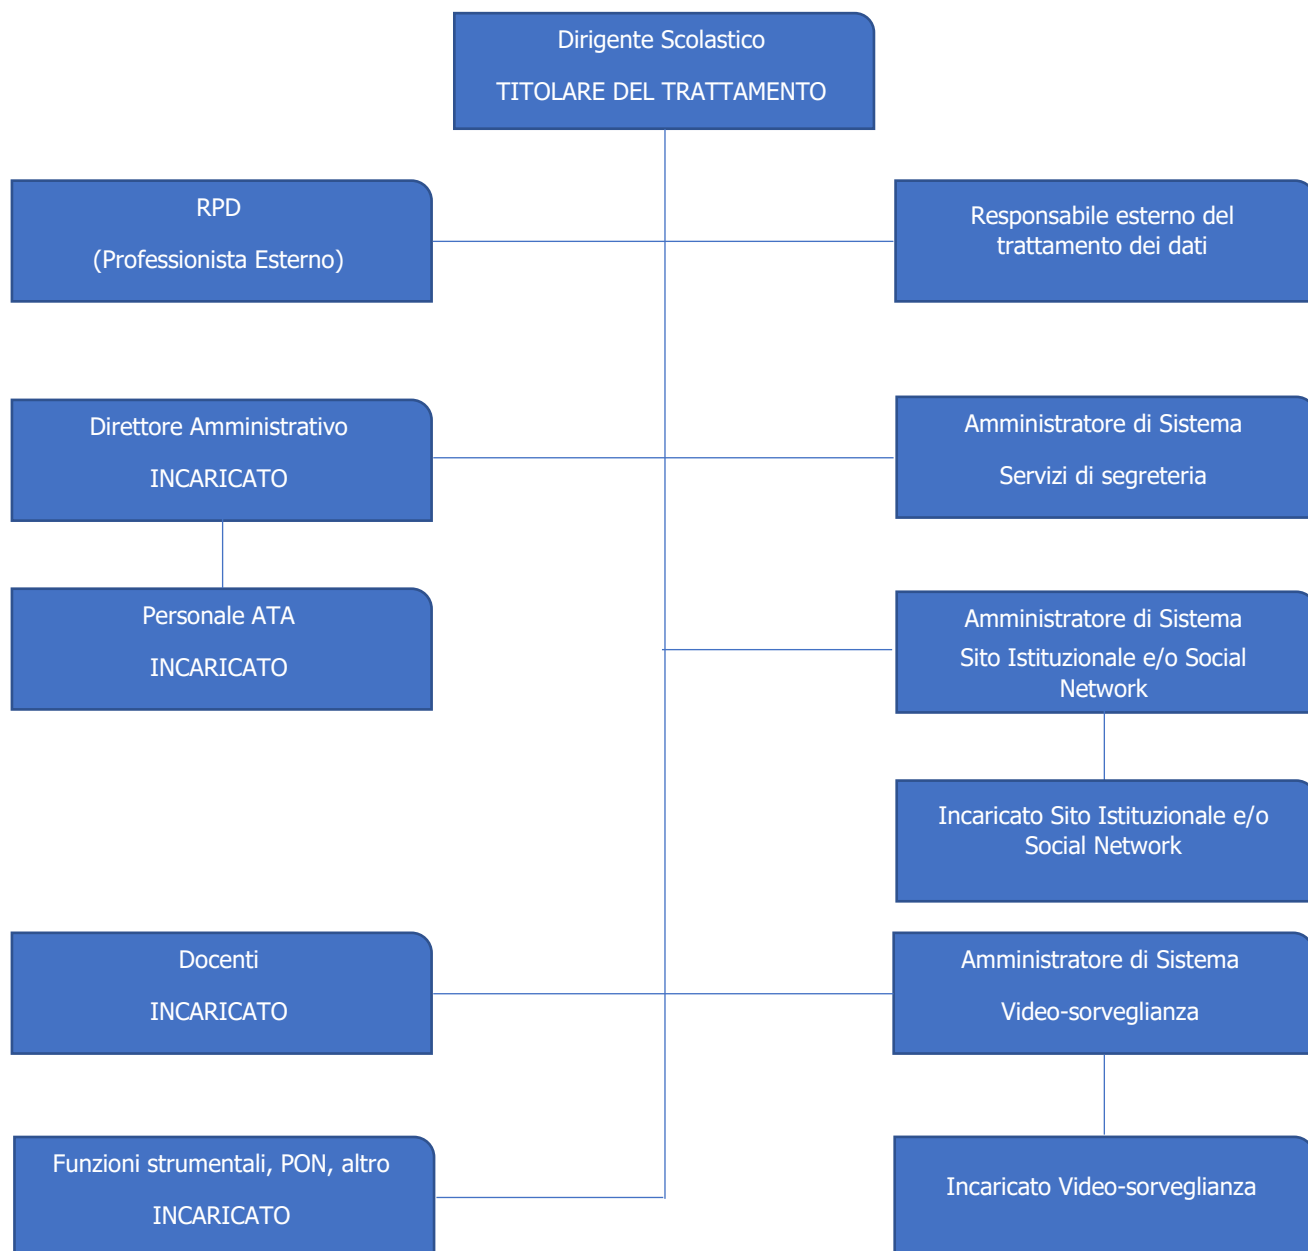 Dirigente Scolastico
TITOLARE DEL TRATTAMENTO
RPD
(Professionista Esterno)
Responsabile esterno del
trattamento dei dati
Direttore Amministrativo
INCARICATO
Amministratore di Sistema
Servizi di segreteria
Personale ATA
INCARICATO
Amministratore di Sistema
Sito Istituzionale e/o Social
Network
Incaricato Sito Istituzionale e/o
Social Network
Docenti
INCARICATO
Amministratore di Sistema
Video-sorveglianza
Funzioni strumentali, PON, altro
INCARICATO
Incaricato Video-sorveglianza